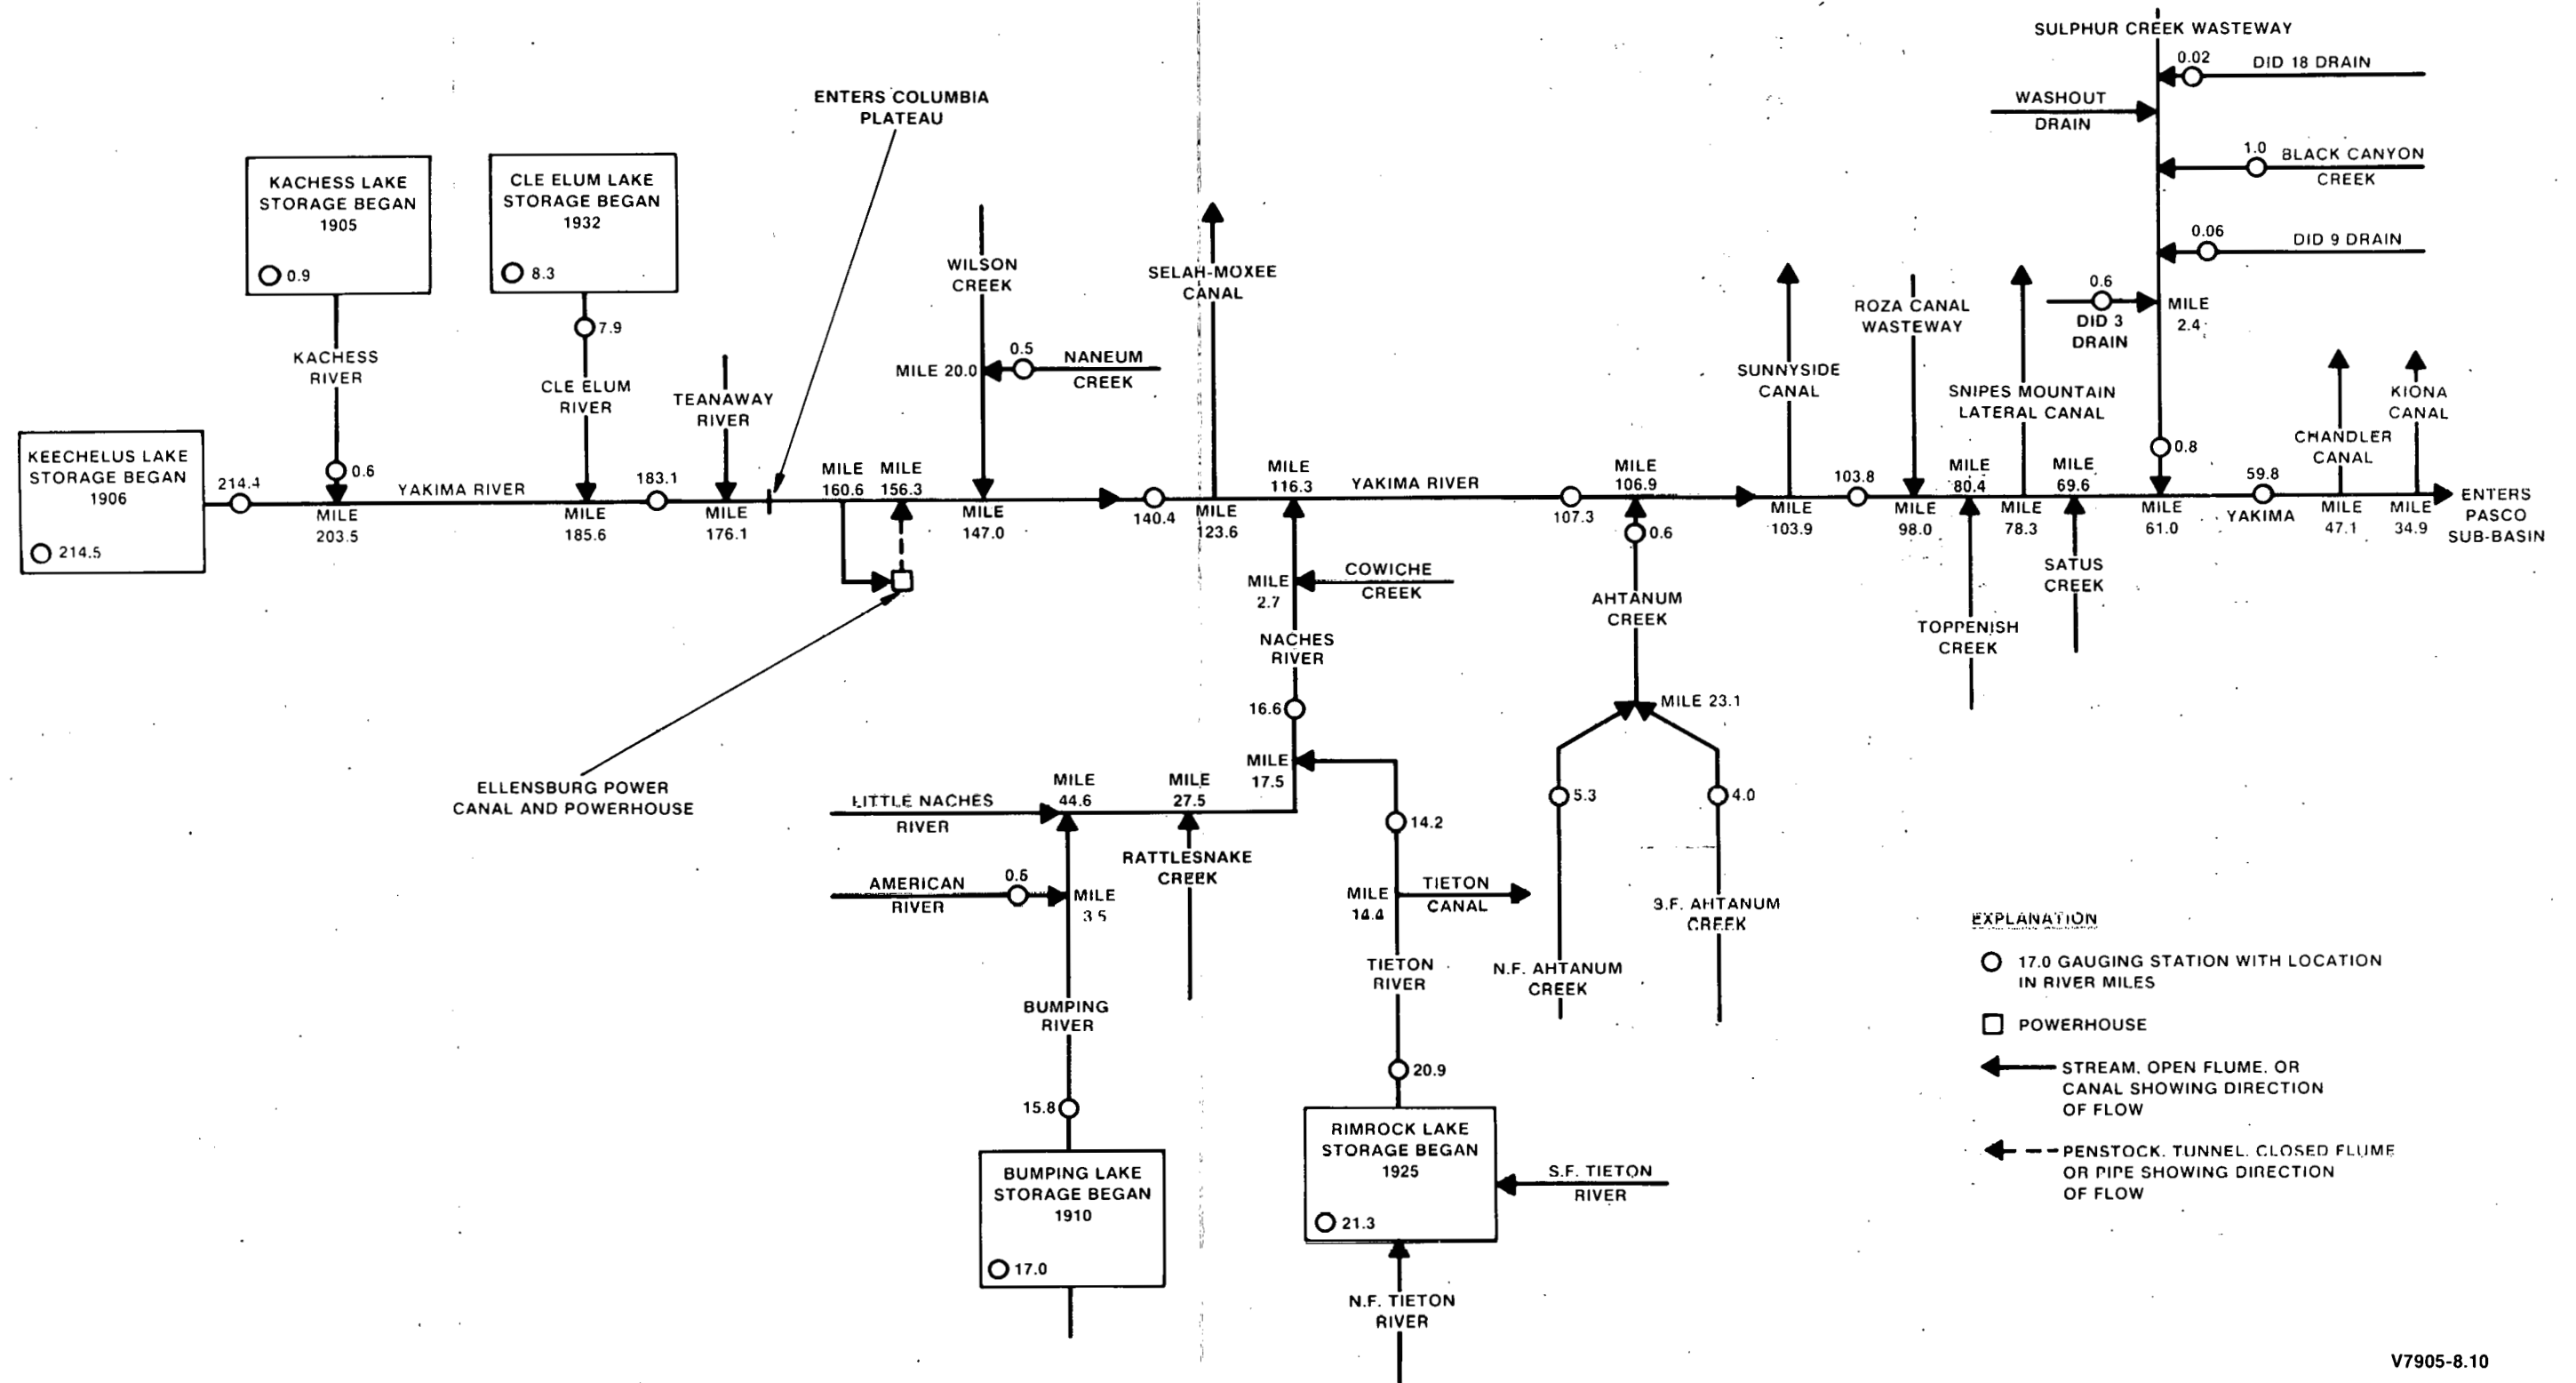 SULPHUR CREEK WASTEWAY
0.02
DID 18 DRAIN
WASHOUT
DRAIN
1.0
BLACK CANYON
CREEK
0.06
DID 9 DRAIN
0.6
DID 3
DRAIN
MILE
2.4
0.8
ENTERS COLUMBIA
PLATEAU
KACHESS LAKE
STORAGE BEGAN
1905
0.9
CLE ELUM LAKE
STORAGE BEGAN
1932
8.3
7.9
KACHESS
RIVER
0.6
CLE ELUM
RIVER
TEANAWAY
RIVER
WILSON
CREEK
MILE 20.0
0.5
NANEUM
CREEK
SELAH-MOXEE
CANAL
SUNNYSIDE
CANAL
ROZA CANAL
WASTEWAY
SNIPES MOUNTAIN
LATERAL CANAL
CHANDLER
CANAL
KIONA
CANAL
KEECHELUS LAKE
STORAGE BEGAN
1906
214.5
214.4
YAKIMA RIVER
MILE
203.5
MILE
185.6
183.1
MILE
176.1
MILE
160.6
MILE
156.3
MILE
147.0
140.4
MILE
123.6
MILE
116.3
YAKIMA RIVER
107.3
MILE
106.9
MILE
103.9
103.8
MILE
98.0
MILE
80.4
MILE
78.3
MILE
69.6
MILE
61.0
59.8
YAKIMA
MILE
47.1
MILE
34.9
ENTERS
PASCO
SUB-BASIN
COWICHE
CREEK
MILE
2.7
NACHES
RIVER
16.6
MILE
17.5
0.6
AHTANUM
CREEK
MILE 23.1
5.3
4.0
S.F. AHTANUM
CREEK
N.F. AHTANUM
CREEK
TOPPENISH
CREEK
SATUS
CREEK
ELLENSBURG POWER
CANAL AND POWERHOUSE
LITTLE NACHES
RIVER
MILE
44.6
MILE
27.5
RATTLESNAKE
CREEK
AMERICAN
RIVER
MILE
3.5
BUMPING
RIVER
15.8
BUMPING LAKE
STORAGE BEGAN
1910
17.0
14.2
MILE
14.4
TIETON
CANAL
TIETON
RIVER
20.9
RIMROCK LAKE
STORAGE BEGAN
1925
21.3
S.F. TIETON
RIVER
N.F. TIETON
RIVER
EXPLANATION
17.0 GAUGING STATION WITH LOCATION
IN RIVER MILES
POWERHOUSE
STREAM, OPEN FLUME, OR
CANAL SHOWING DIRECTION
OF FLOW
PENSTOCK, TUNNEL, CLOSED FLUME
OR PIPE SHOWING DIRECTION
OF FLOW
V7905-8.10